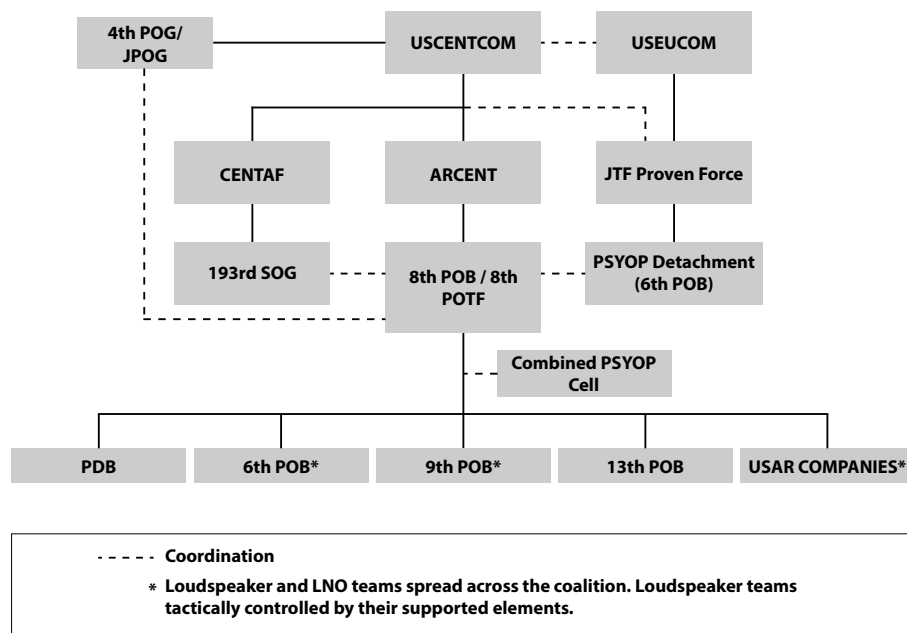 4th POG/
JPOG
USCENTCOM
USEUCOM
CENTAF
ARCENT
JTF Proven Force
193rd SOG
8th POB / 8th
POTF
PSYOP Detachment
(6th POB)
Combined PSYOP
Cell
PDB
6th POB*
9th POB*
13th POB
USAR COMPANIES*
Coordination
* Loudspeaker and LNO teams spread across the coalition. Loudspeaker teams
tactically controlled by their supported elements.